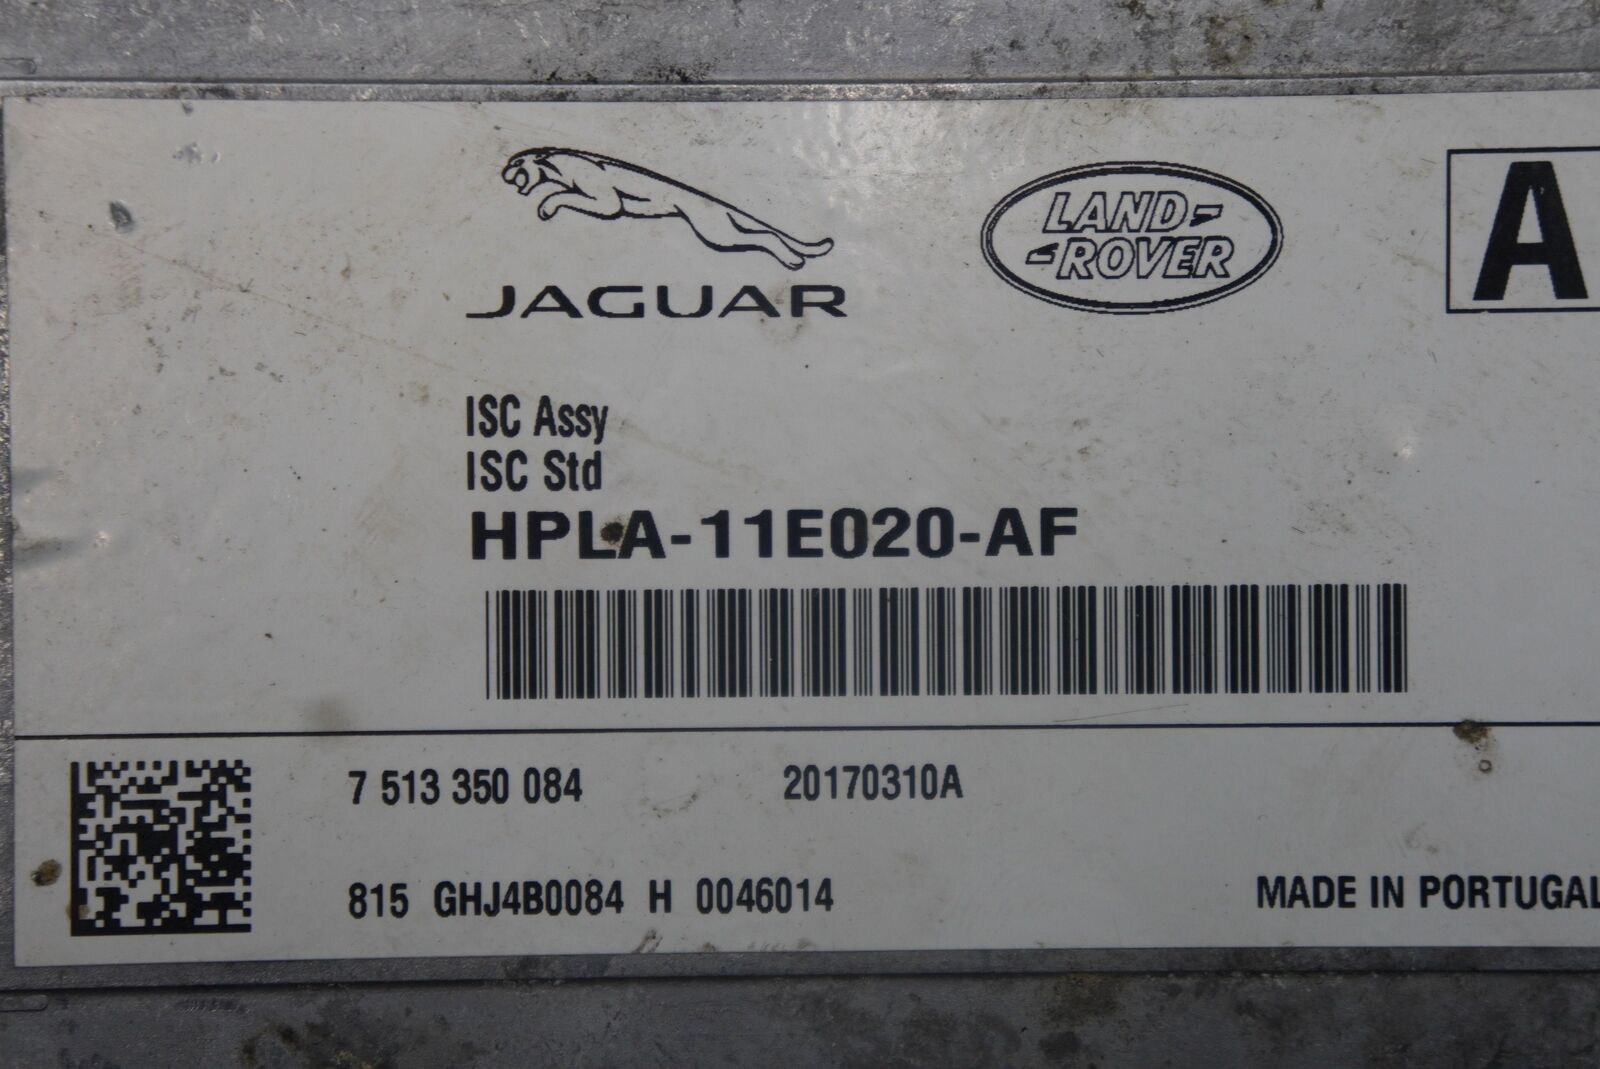 JAGUAR
LAND-
-ROVER
A
ISC Assy
ISC Std
HPLA-11E020-AF
7 513 350 084 20170310A
815 GHJ4B0084 H 0046014 MADE IN PORTUGAL